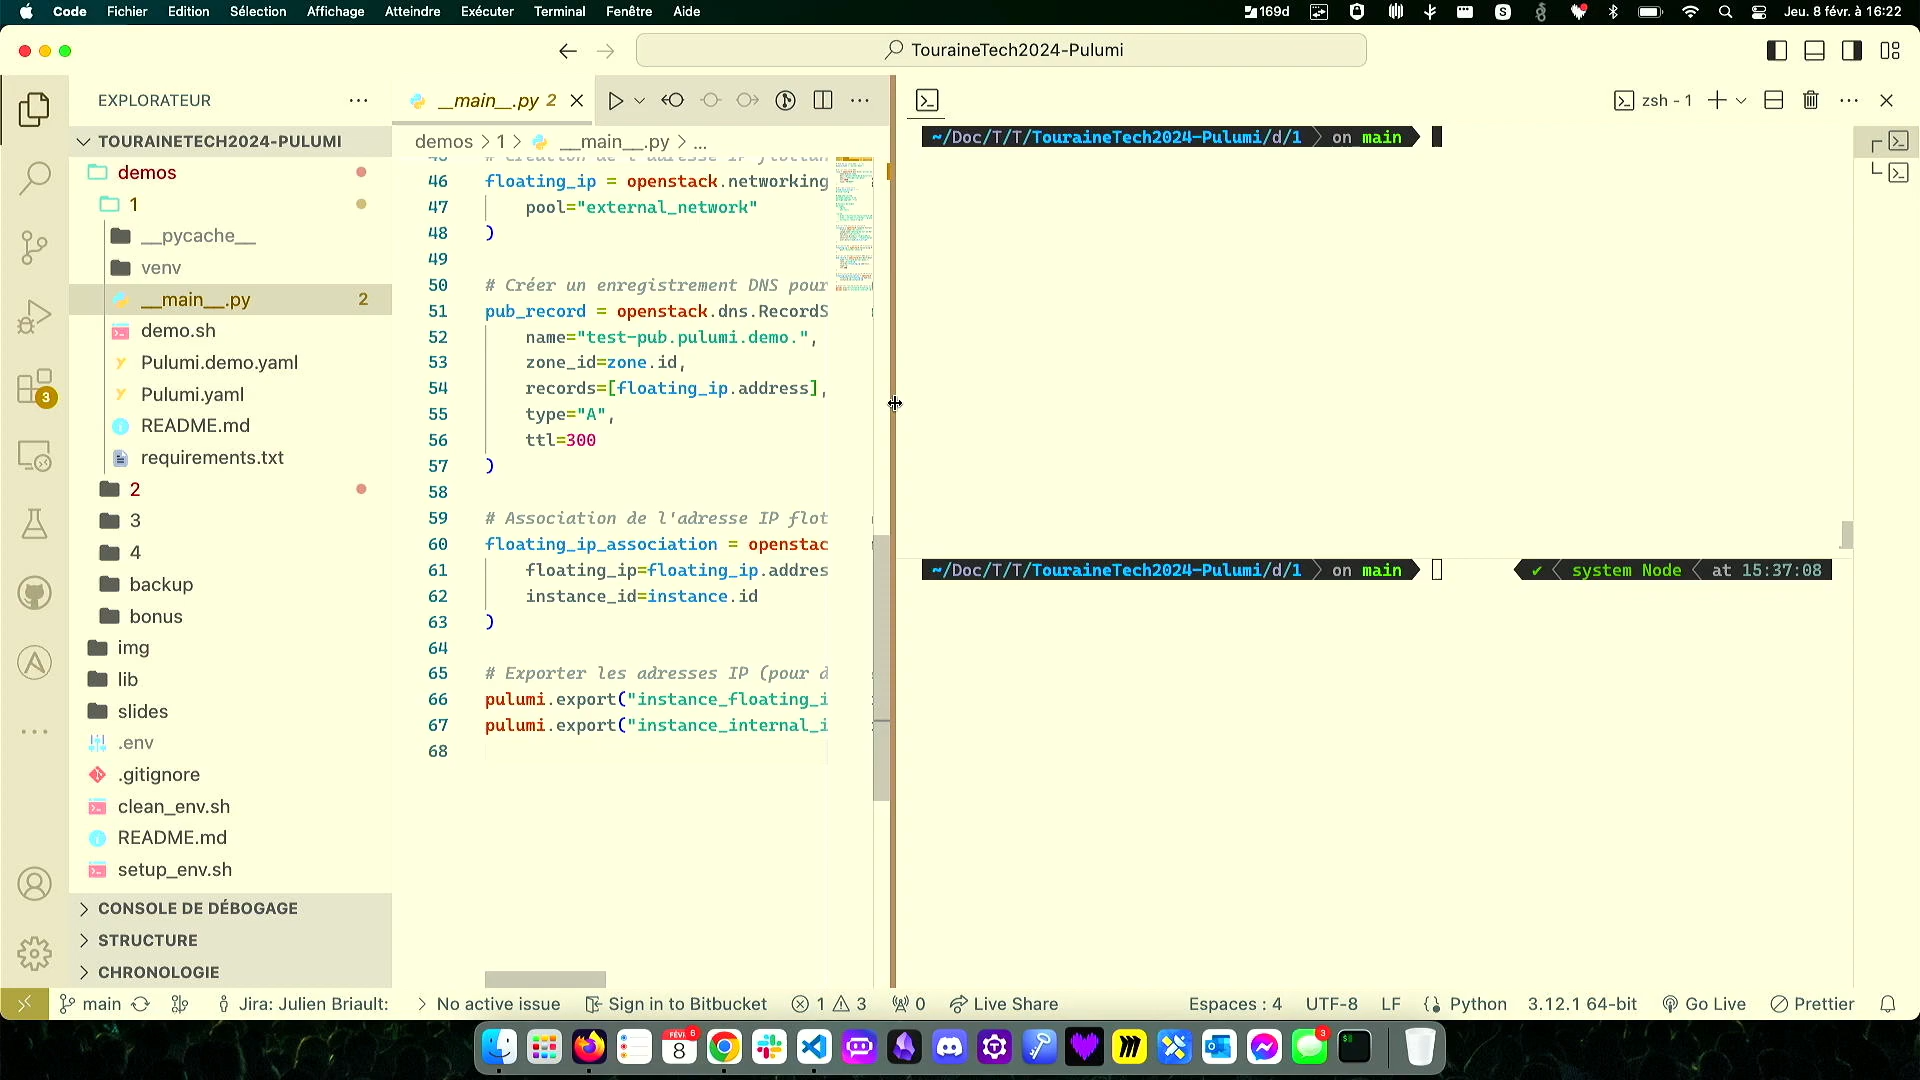 Code Fichier Edition Sélection Affichage Atteindre Exécuter Terminal Fenêtre Aide 169d Jeu. 8 févr. à 16:22
TouraineTech2024-Pulumi
EXPLORATEUR
TOURAINETECH2024-PULUMI
demos
1
__pycache__
venv
__main__.py 2
demo.sh
Pulumi.demo.yaml
Pulumi.yaml
README.md
requirements.txt
2
3
4
backup
bonus
img
lib
slides
.env
.gitignore
clean_env.sh
README.md
setup_env.sh
CONSOLE DE DÉBOGAGE
STRUCTURE
CHRONOLOGIE
3
__main__.py 2
demos > 1 > __main__.py > ...
46 floating_ip = openstack.networking
47 pool="external_network"
48 )
49
50 # Créer un enregistrement DNS pour
51 pub_record = openstack.dns.RecordS
52 name="test-pub.pulumi.demo.",
53 zone_id=zone.id,
54 records=[floating_ip.address],
55 type="A",
56 ttl=300
57 )
58
59 # Association de l'adresse IP flot
60 floating_ip_association = openstac
61 floating_ip=floating_ip.addres
62 instance_id=instance.id
63 )
64
65 # Exporter les adresses IP (pour d
66 pulumi.export("instance_floating_i
67 pulumi.export("instance_internal_i
68
zsh - 1
~/Doc/T/T/TouraineTech2024-Pulumi/d/1 on main
~/Doc/T/T/TouraineTech2024-Pulumi/d/1 on main ✔ system Node at 15:37:08
main Jira: Julien Briault: No active issue Sign in to Bitbucket 1 3 0 Live Share Espaces : 4 UTF-8 LF Python 3.12.1 64-bit Go Live Prettier
FÉVR. 8 6
3